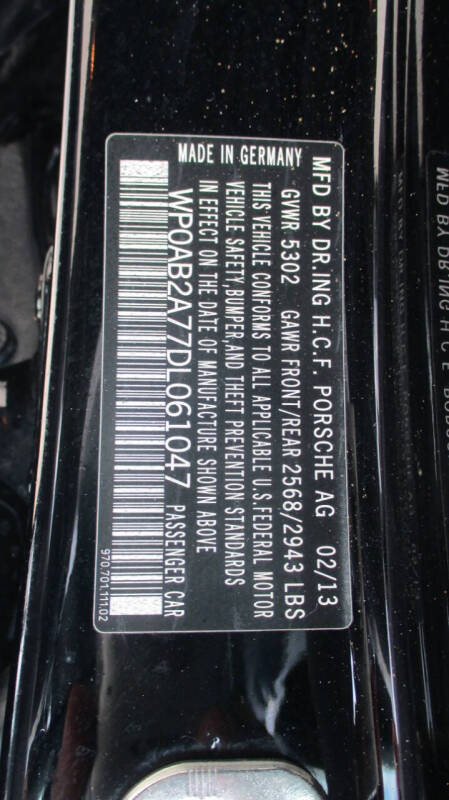 MFD BY DR.ING H.C.F. PORSCHE AG 02/13
GVWR 5302 GAWR FRONT/REAR 2568/2943 LBS
THIS VEHICLE CONFORMS TO ALL APPLICABLE U.S.FEDERAL MOTOR
VEHICLE SAFETY,BUMPER,AND THEFT PREVENTION STANDARDS
IN EFFECT ON THE DATE OF MANUFACTURE SHOWN ABOVE
MADE IN GERMANY
WP0AB2A77DL061047 PASSENGER CAR
970.701.111.02